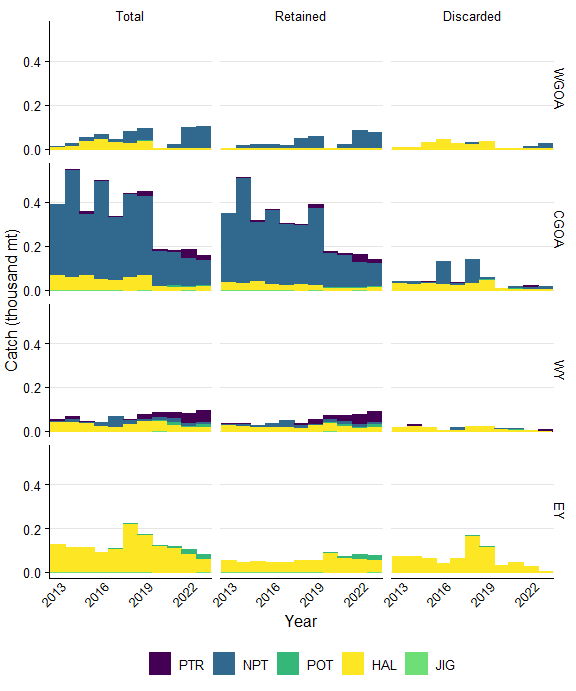 Total Retained Discarded
0.4
0.2
0.0
WGOA
0.4
0.2
0.0
CGOA
Catch (thousand mt)
0.4
0.2
0.0
WY
0.4
0.2
0.0
EY
2013 2016 2019 2022 2013 2016 2019 2022 2013 2016 2019 2022
Year
PTR NPT POT HAL JIG